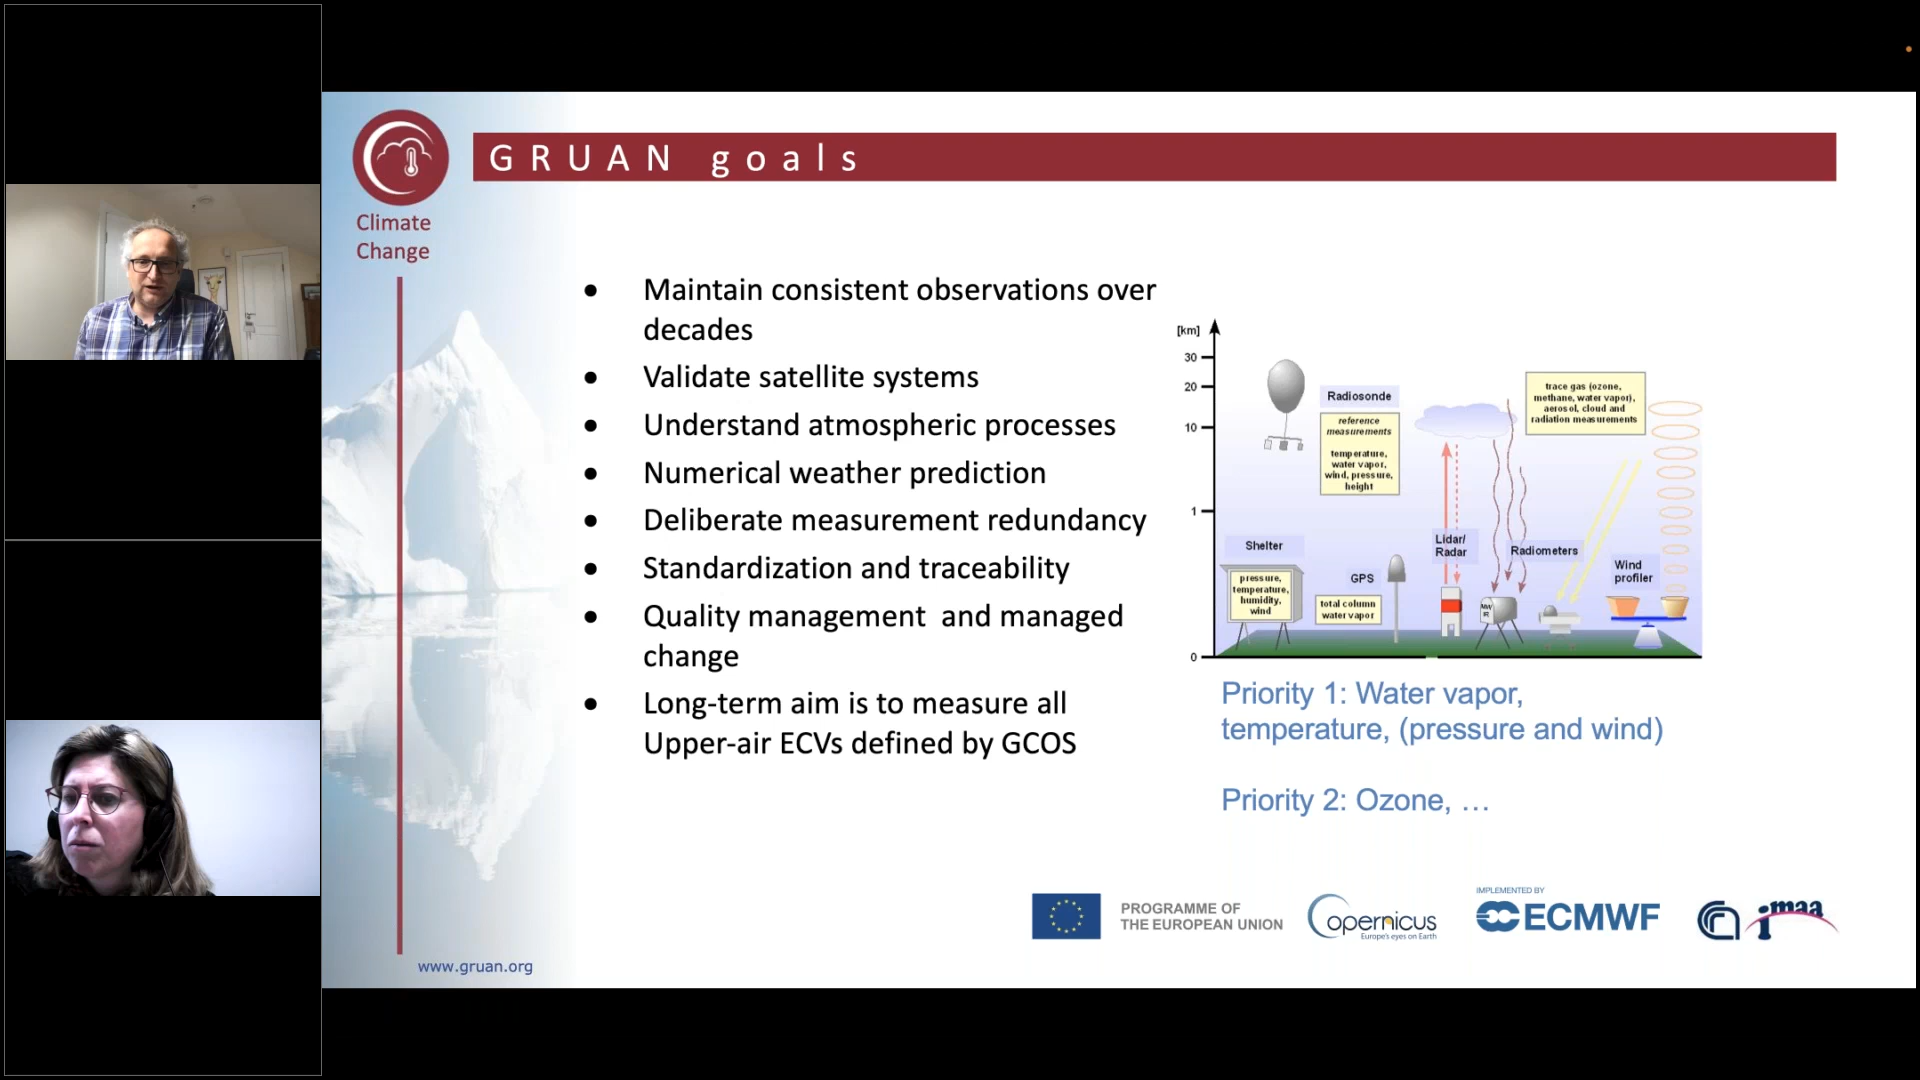 GRUAN goals
Climate
Change
Maintain consistent observations over
decades
Validate satellite systems
Understand atmospheric processes
Numerical weather prediction
Deliberate measurement redundancy
Standardization and traceability
Quality management and managed
change
Long-term aim is to measure all
Upper-air ECVs defined by GCOS
[km]
30
20
10
1
0
Radiosonde
reference
measurements
temperature,
water vapor,
wind, pressure,
height
trace gas (ozone,
methane, water vapor),
aerosol, cloud and
radiation measurements
Shelter
pressure,
temperature,
humidity,
wind
GPS
total column
water vapor
Lidar/
Radar
Radiometers
MW
IR
Wind
profiler
Priority 1: Water vapor,
temperature, (pressure and wind)
Priority 2: Ozone, …
PROGRAMME OF
THE EUROPEAN UNION
opernicus
Europe's eyes on Earth
IMPLEMENTED BY
ECMWF
imaa
www.gruan.org